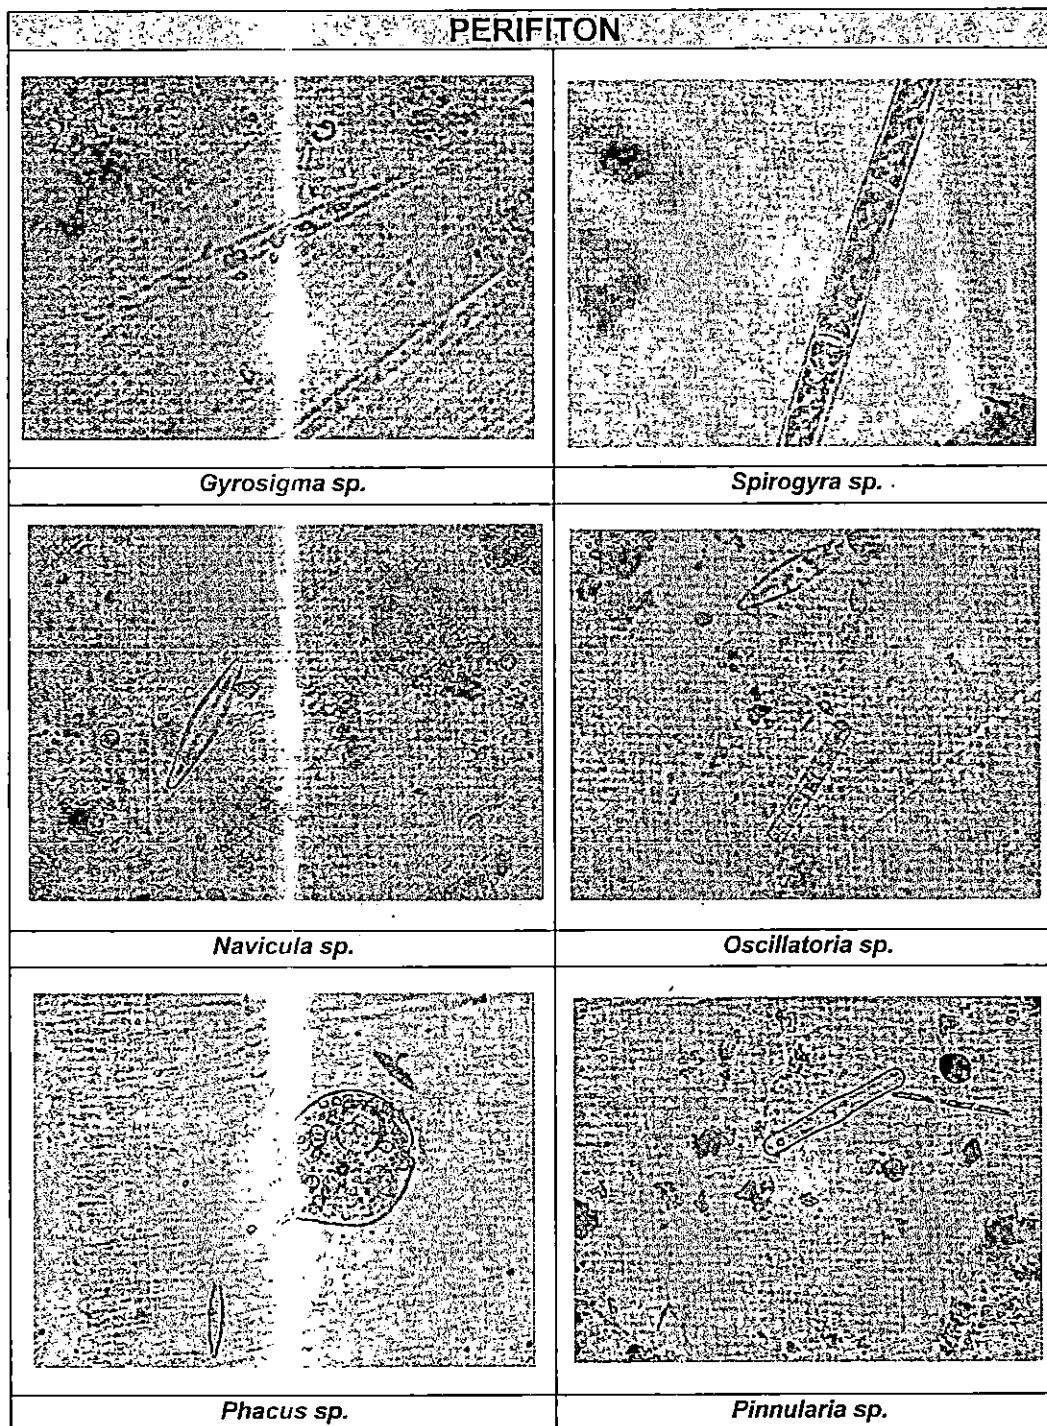 PERIFITON
Gyrosigma sp.
Spirogyra sp.
Navicula sp.
Oscillatoria sp.
Phacus sp.
Pinnularia sp.